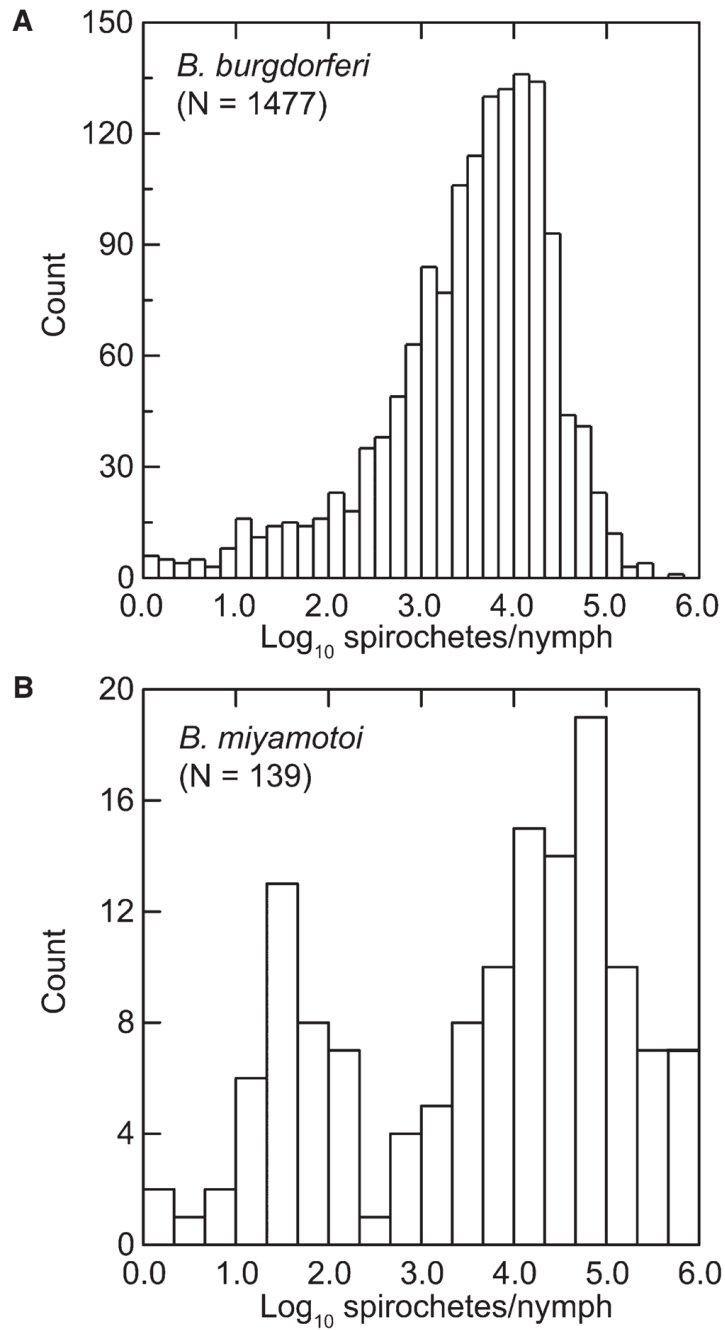 A
150
B. burgdorferi
(N = 1477)
120
90
Count
60
30
0
0.0 1.0 2.0 3.0 4.0 5.0 6.0
Log10 spirochetes/nymph
B
20
B. miyamotoi
(N = 139)
16
12
Count
8
4
0
0.0 1.0 2.0 3.0 4.0 5.0 6.0
Log10 spirochetes/nymph